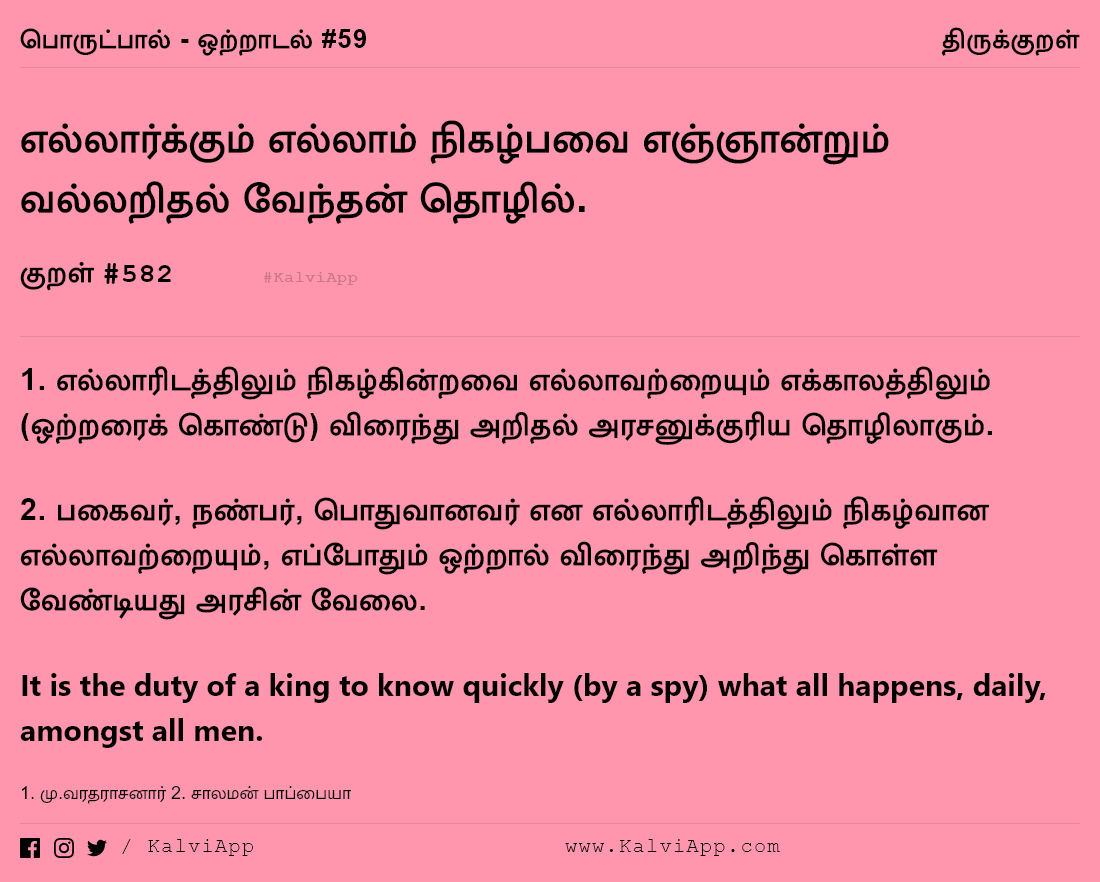 பொருட்பால் - ஒற்றாடல் #59 திருக்குறள்
எல்லார்க்கும் எல்லாம் நிகழ்பவை எஞ்ஞான்றும்
வல்லறிதல் வேந்தன் தொழில்.
குறள் #582 #KalviApp
1. எல்லாரிடத்திலும் நிகழ்கின்றவை எல்லாவற்றையும் எக்காலத்திலும்
(ஒற்றரைக் கொண்டு) விரைந்து அறிதல் அரசனுக்குரிய தொழிலாகும்.
2. பகைவர், நண்பர், பொதுவானவர் என எல்லாரிடத்திலும் நிகழ்வான
எல்லாவற்றையும், எப்போதும் ஒற்றால் விரைந்து அறிந்து கொள்ள
வேண்டியது அரசின் வேலை.
It is the duty of a king to know quickly (by a spy) what all happens, daily,
amongst all men.
1. மு.வரதராசனார் 2. சாலமன் பாப்பையா
/ KalviApp www.KalviApp.com